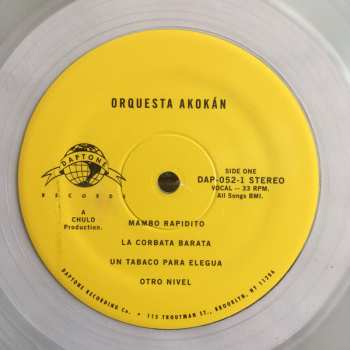 ORQUESTA AKOKÁN
DAPTONE
RECORDS
SIDE ONE
DAP-052-1 STEREO
VOCAL — 33 RPM.
All Songs BMI.
A
CHULO
Production.
MAMBO RAPIDITO
LA CORBATA BARATA
UN TABACO PARA ELEGUA
OTRO NIVEL
DAPTONE RECORDING Co. • 115 TROUTMAN ST., BROOKLYN, NY 11206